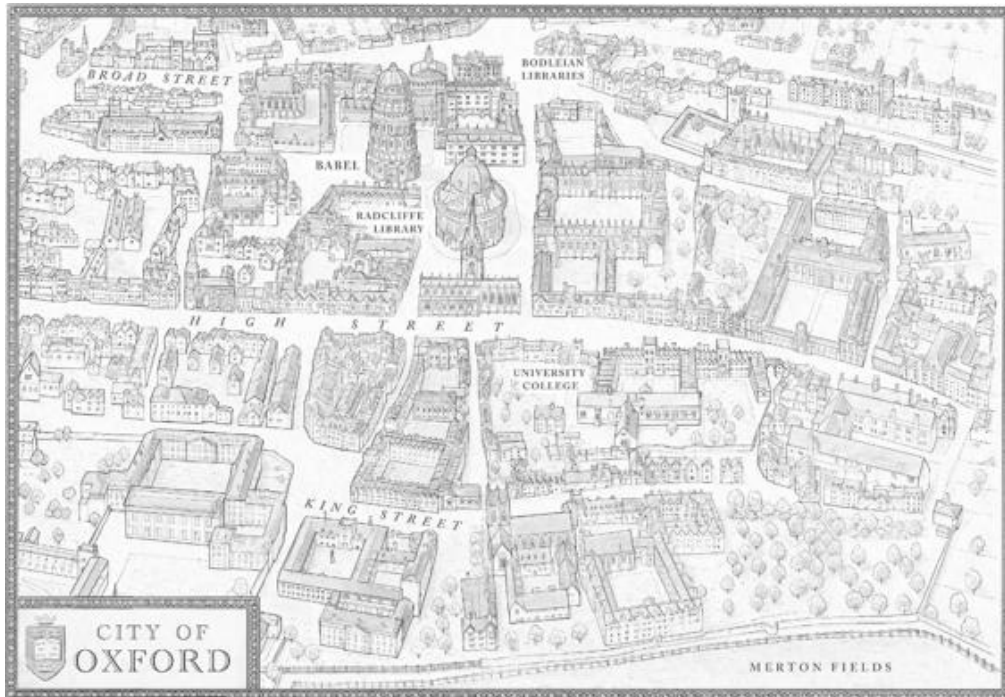 BROAD STREET
BODLEIAN
LIBRARIES
BABEL
RADCLIFFE
LIBRARY
HIGH STREET
UNIVERSITY
COLLEGE
KING STREET
CITY OF
OXFORD
MERTON FIELDS